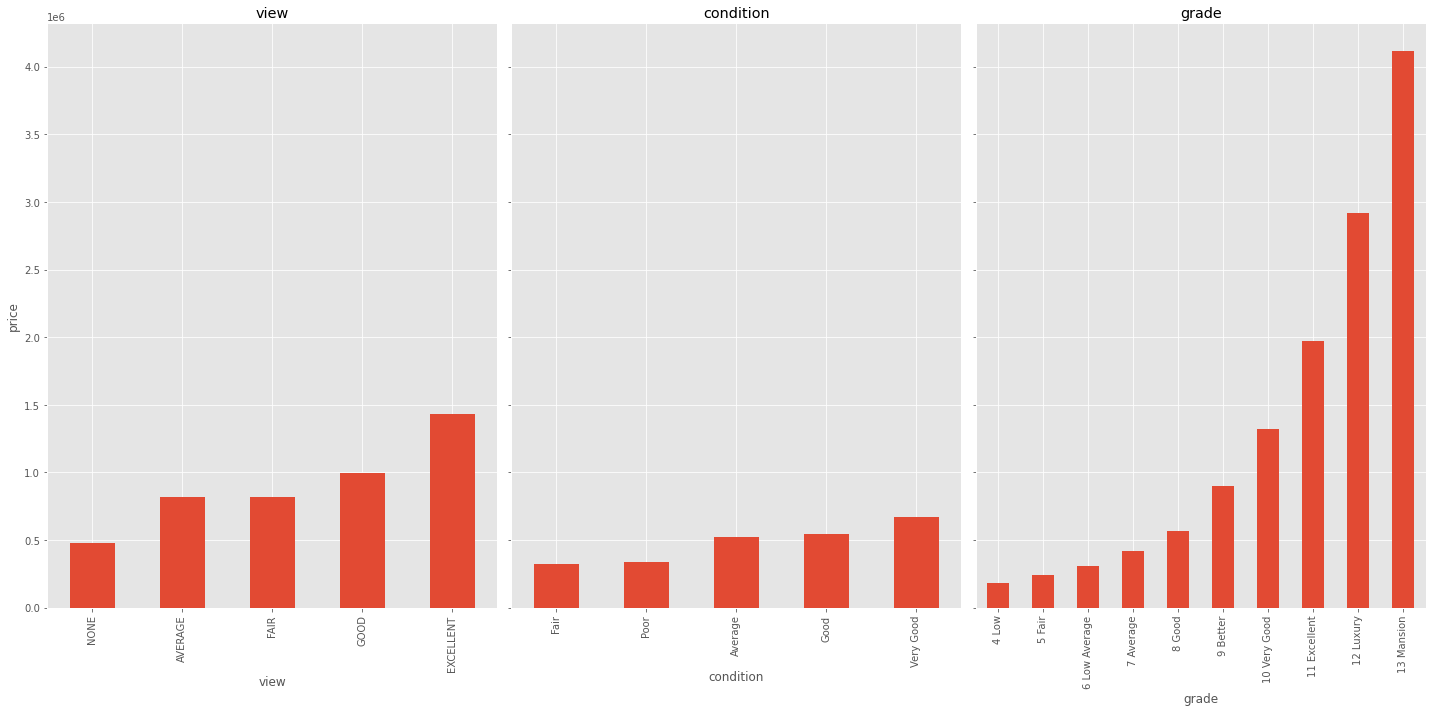 view
condition
grade
1e6
4.0
3.5
3.0
2.5
2.0
1.5
1.0
0.5
0.0
price
NONE
AVERAGE
FAIR
GOOD
EXCELLENT
view
Fair
Poor
Average
Good
Very Good
condition
4 Low
5 Fair
6 Low Average
7 Average
8 Good
9 Better
10 Very Good
11 Excellent
12 Luxury
13 Mansion
grade